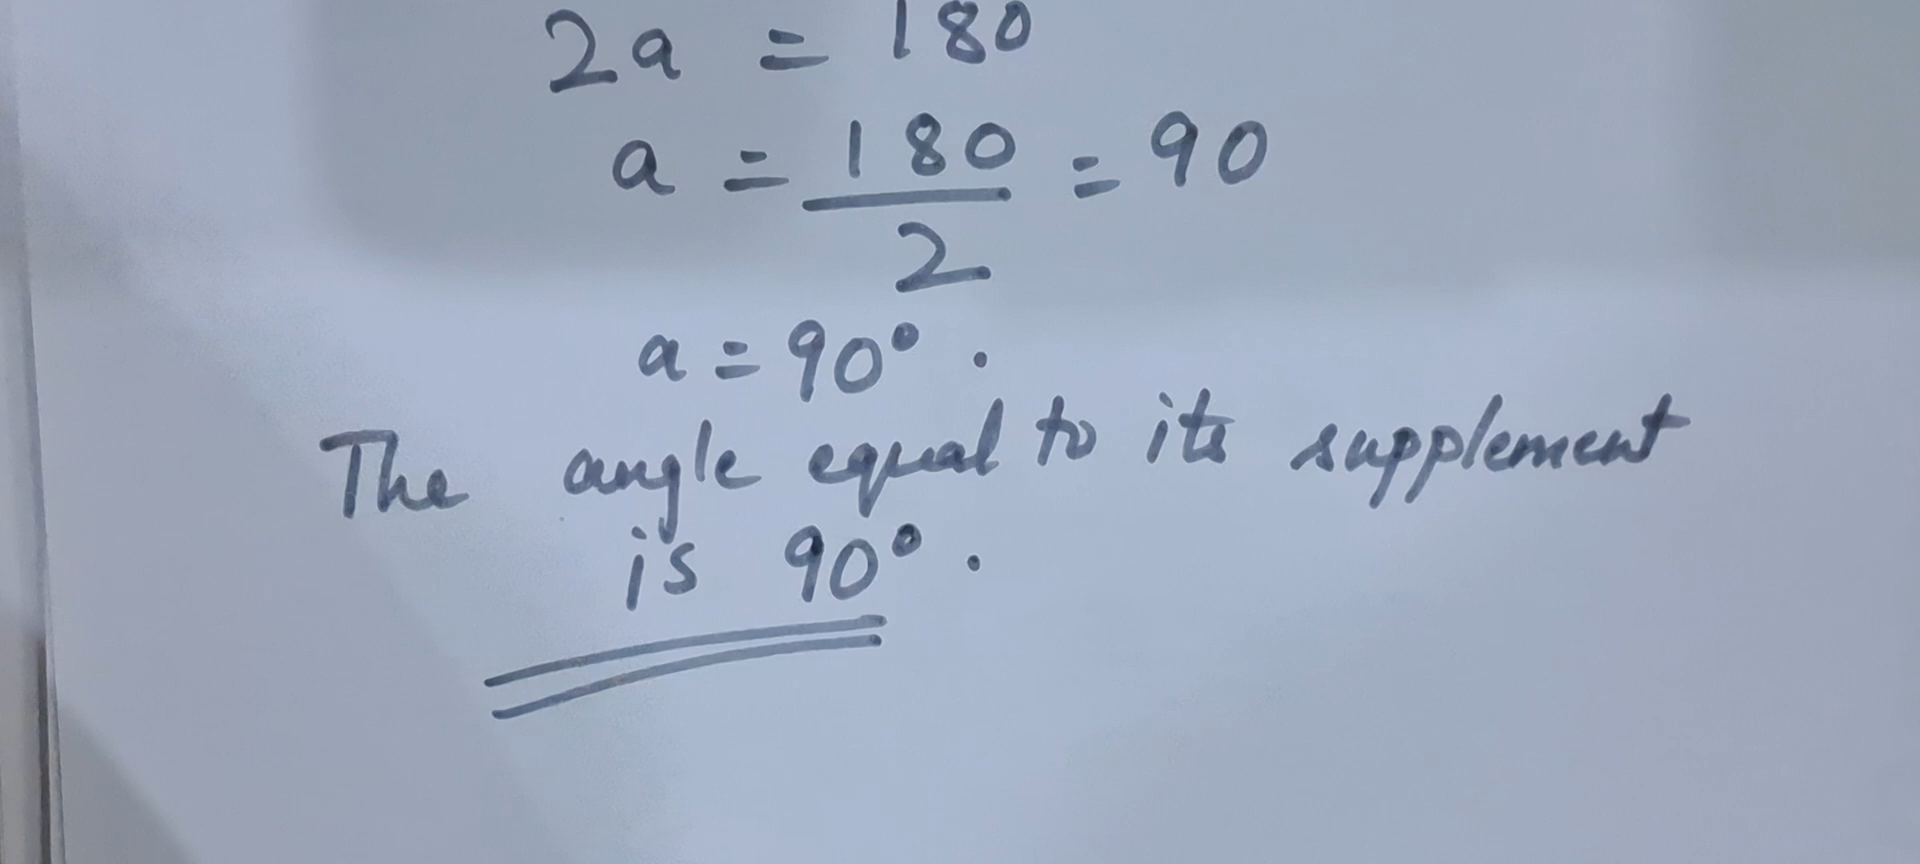 2a = 180
a = 180/2 = 90
a = 90° .
The angle equal to its supplement
is 90° .